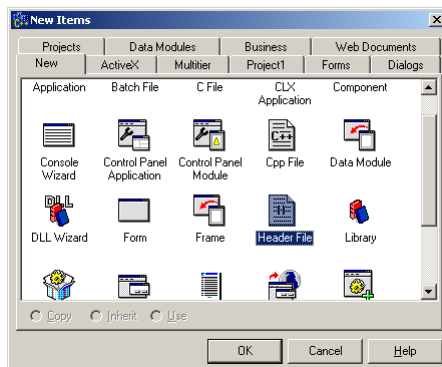 New Items
Projects Data Modules Business Web Documents
New ActiveX Multitier Project1 Forms Dialogs
Application Batch File C File CLX Application Component
Console Wizard Control Panel Application Control Panel Module Cpp File Data Module
C++
DLL
DLL Wizard Form Frame Header File Library
Copy Inherit Use
OK Cancel Help